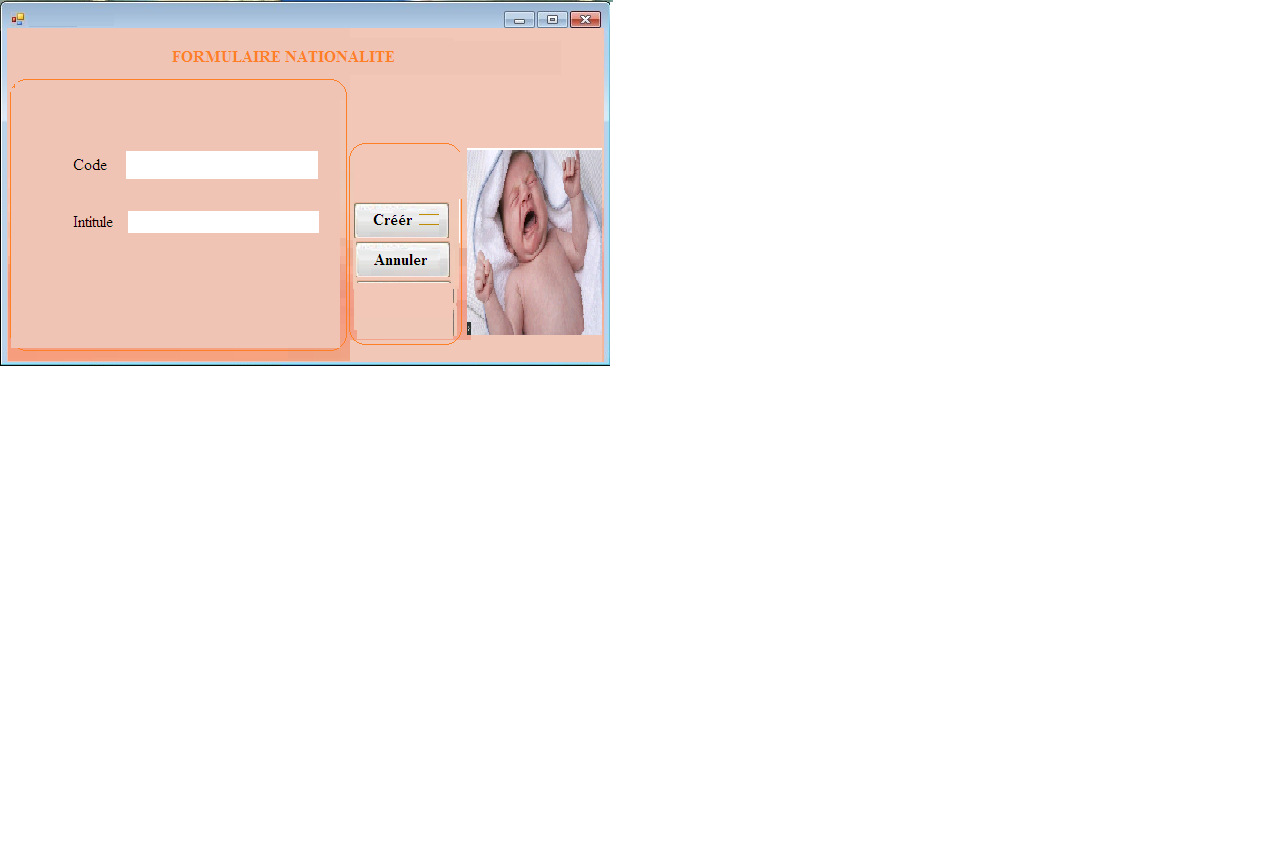 FORMULAIRE NATIONALITE
Code
Intitule
Créér
Annuler